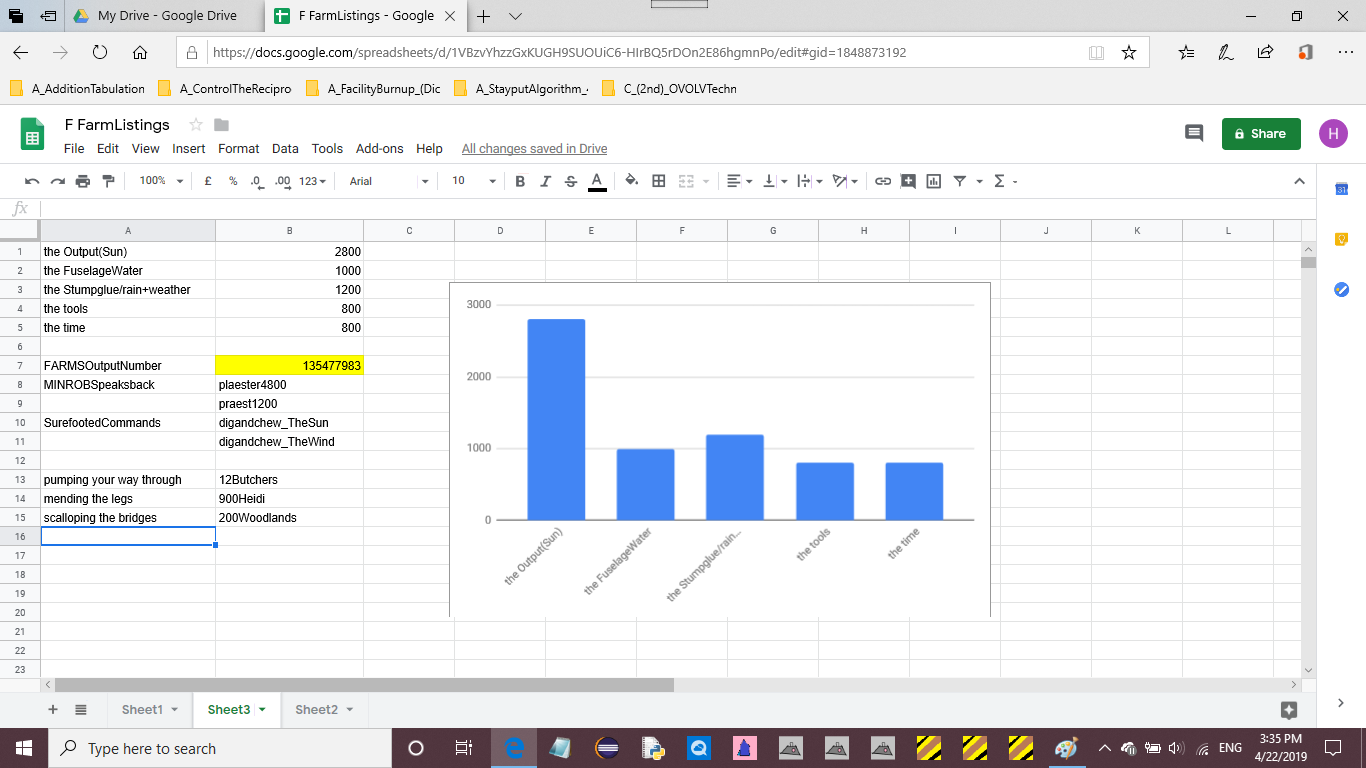 My Drive - Google Drive
F FarmListings - Google
https://docs.google.com/spreadsheets/d/1VBzvYhzzGxKUGH9SUOUiC6-HIrBQ5rDOn2E86hgmnPo/edit#gid=1848873192
A_AdditionTabulation A_ControlTheRecipro A_FacilityBurnup_(Dic A_StayputAlgorithm_ C_(2nd)_OVOLVTechn
F FarmListings
Share
H
File Edit View Insert Format Data Tools Add-ons Help All changes saved in Drive
100% £ % .0 .00 123 Arial 10 B I S A Σ
31
fx
A B C D E F G H I J K L
1 the Output(Sun) 2800
2 the FuselageWater 1000
3 the Stumpglue/rain+weather 1200
4 the tools 800
5 the time 800
6
7 FARMSOutputNumber 135477983
8 MINROBSpeaksback plaester4800
9 praest1200
10 SurefootedCommands digandchew_TheSun
11 digandchew_TheWind
12
13 pumping your way through 12Butchers
14 mending the legs 900Heidi
15 scalloping the bridges 200Woodlands
16
17
18
19
20
21
22
23
3000
2000
1000
0
the Output(Sun)
the FuselageWater
the Stumpglue/rain...
the tools
the time
Sheet1 Sheet3 Sheet2
Type here to search
ENG
3:35 PM
4/22/2019